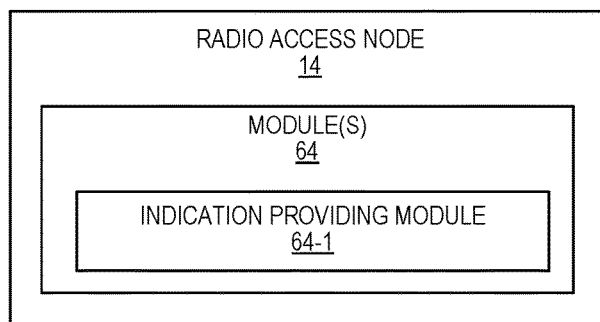 RADIO ACCESS NODE
14
MODULE(S)
64
INDICATION PROVIDING MODULE
64-1